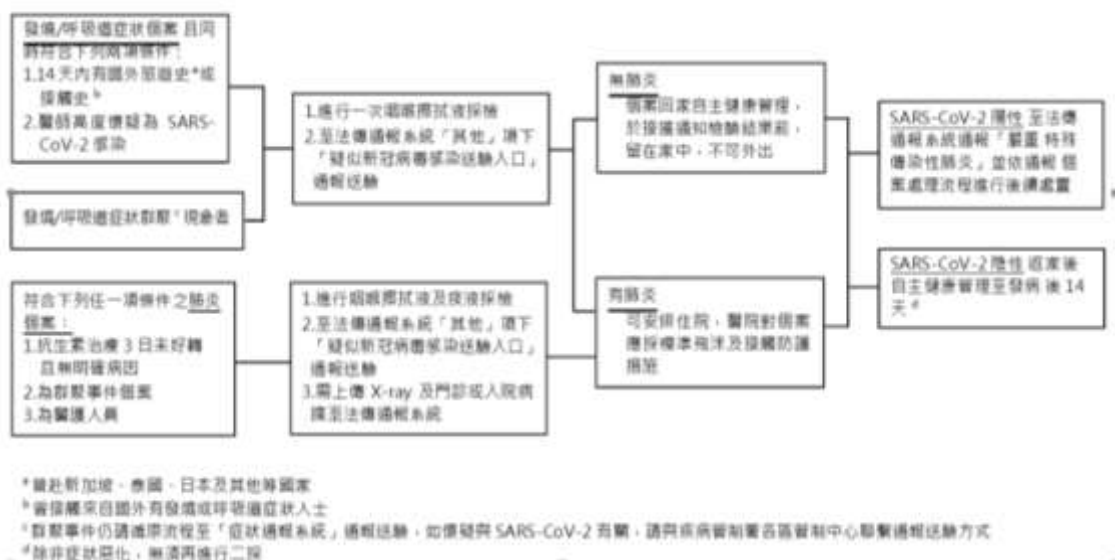 發燒/呼吸道症狀個案 且同
時符合下列兩項條件：
1.14 天內有國外旅遊史ᵃ或
接觸史ᵇ
2.醫師高度懷疑為 SARS-
CoV-2 感染
發燒/呼吸道症狀群聚ᶜ現象者
符合下列任一項條件之肺炎
個案：
1.抗生素治療 3 日未好轉
且無明確病因
2.為群聚事件個案
3.為醫護人員
1.進行一次咽喉擦拭液採檢
2.至法傳通報系統「其他」項下
「疑似新冠病毒感染送驗入口」
通報送驗
1.進行咽喉擦拭液及痰液採檢
2.至法傳通報系統「其他」項下
「疑似新冠病毒感染送驗入口」
通報送驗
3.需上傳 X-ray 及門診或入院病
摘至法傳通報系統
無肺炎
個案回家自主健康管理，
於接獲通知檢驗結果前，
留在家中，不可外出
有肺炎
可安排住院，醫院對個案
應採標準飛沫及接觸防護
措施
SARS-CoV-2 陽性 至法傳
通報系統通報「嚴重 特殊
傳染性肺炎」並依通報 個
案處理流程進行後續處置
SARS-CoV-2 陰性 返家後
自主健康管理至發病 後 14
天ᵈ
ᵃ曾赴新加坡、泰國、日本及其他等國家
ᵇ曾接觸來自國外有發燒或呼吸道症狀人士
ᶜ群聚事件仍請循原流程至「症狀通報系統」通報送驗，如懷疑與 SARS-CoV-2 有關，請與疾病管制署各區管制中心聯繫通報送驗方式
ᵈ除非症狀惡化，無須再進行二採